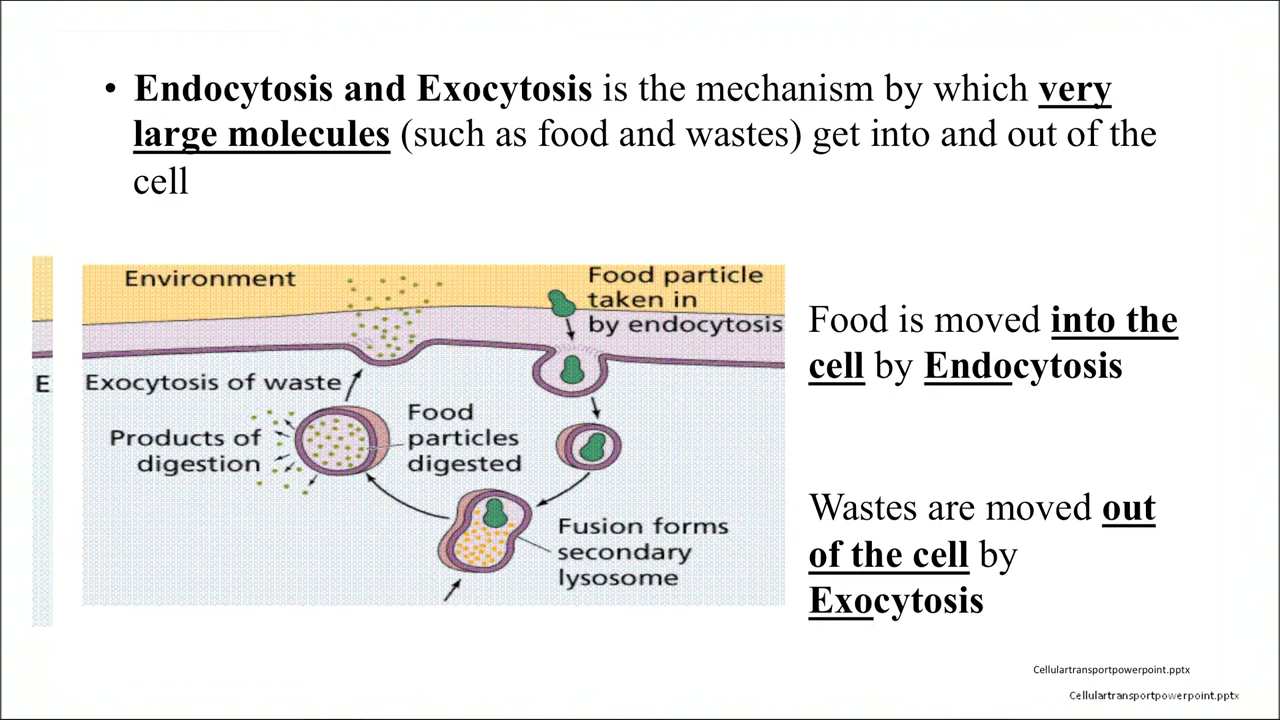 • Endocytosis and Exocytosis is the mechanism by which very
large molecules (such as food and wastes) get into and out of the
cell
Environment
Food particle
taken in
by endocytosis
E
Exocytosis of waste
Food
particles
digested
Products of
digestion
Fusion forms
secondary
lysosome
Food is moved into the
cell by Endocytosis
Wastes are moved out
of the cell by
Exocytosis
Cellulartransportpowerpoint.pptx
Cellulartransportpowerpoint.pptx